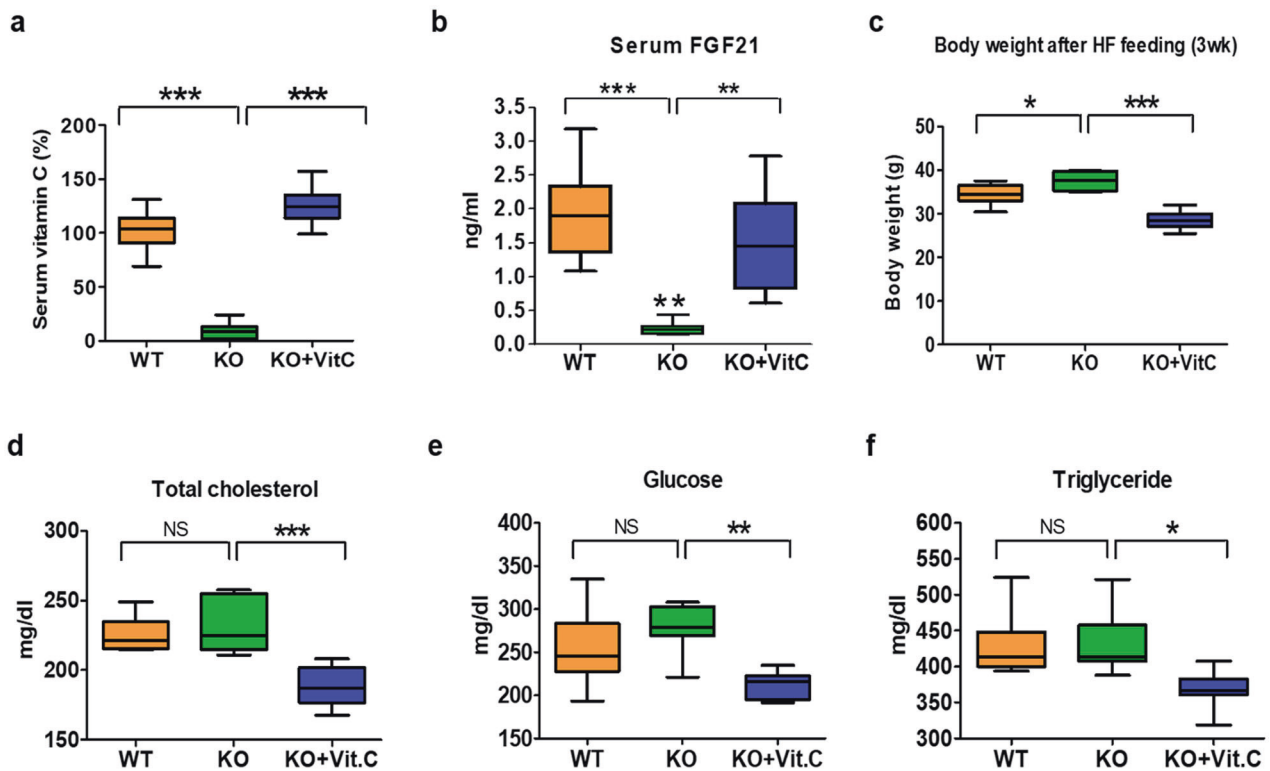 a
***
***
Serum vitamin C (%)
200
150
100
50
0
WT
KO
KO+VitC
b
Serum FGF21
***
**
ng/ml
3.5
3.0
2.5
2.0
1.5
1.0
0.5
0.0
**
WT
KO
KO+VitC
c
Body weight after HF feeding (3wk)
*
***
Body weight (g)
50
40
30
20
10
0
WT
KO
KO+VitC
d
Total cholesterol
NS
***
mg/dl
300
250
200
150
WT
KO
KO+Vit.C
e
Glucose
NS
**
mg/dl
400
350
300
250
200
150
WT
KO
KO+Vit.C
f
Triglyceride
NS
*
mg/dl
600
550
500
450
400
350
300
WT
KO
KO+Vit.C